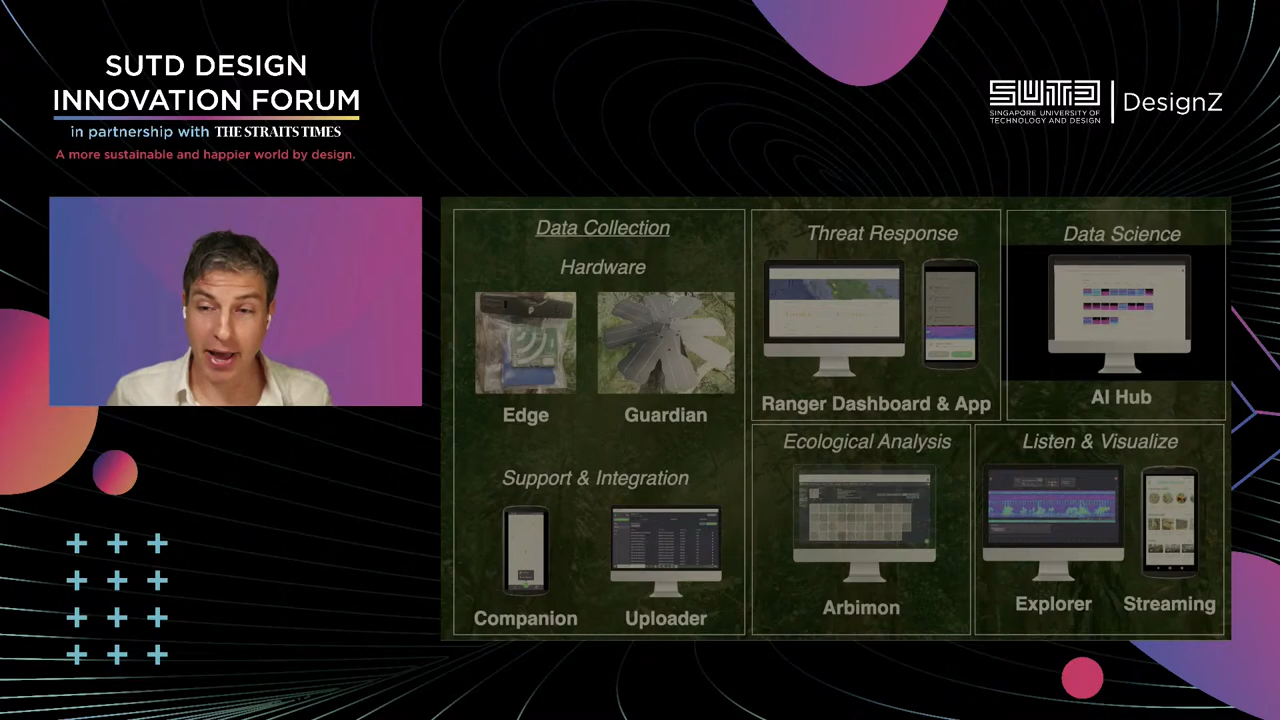 SUTD DESIGN
INNOVATION FORUM
in partnership with THE STRAITS TIMES
A more sustainable and happier world by design.
SUTD
SINGAPORE UNIVERSITY OF
TECHNOLOGY AND DESIGN
DesignZ
Data Collection
Hardware
Edge
Guardian
Support & Integration
Companion
Uploader
Threat Response
Ranger Dashboard & App
Data Science
AI Hub
Ecological Analysis
Arbimon
Listen & Visualize
Explorer
Streaming